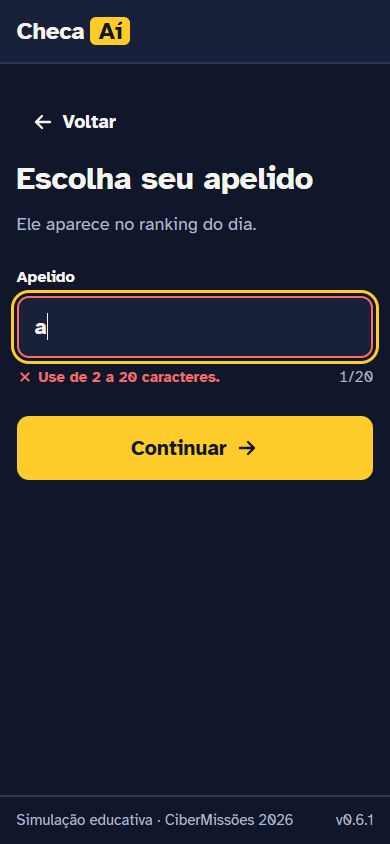 Checa Aí
← Voltar
Escolha seu apelido
Ele aparece no ranking do dia.
Apelido
a
✕ Use de 2 a 20 caracteres. 1/20
Continuar →
Simulação educativa · CiberMissões 2026 v0.6.1